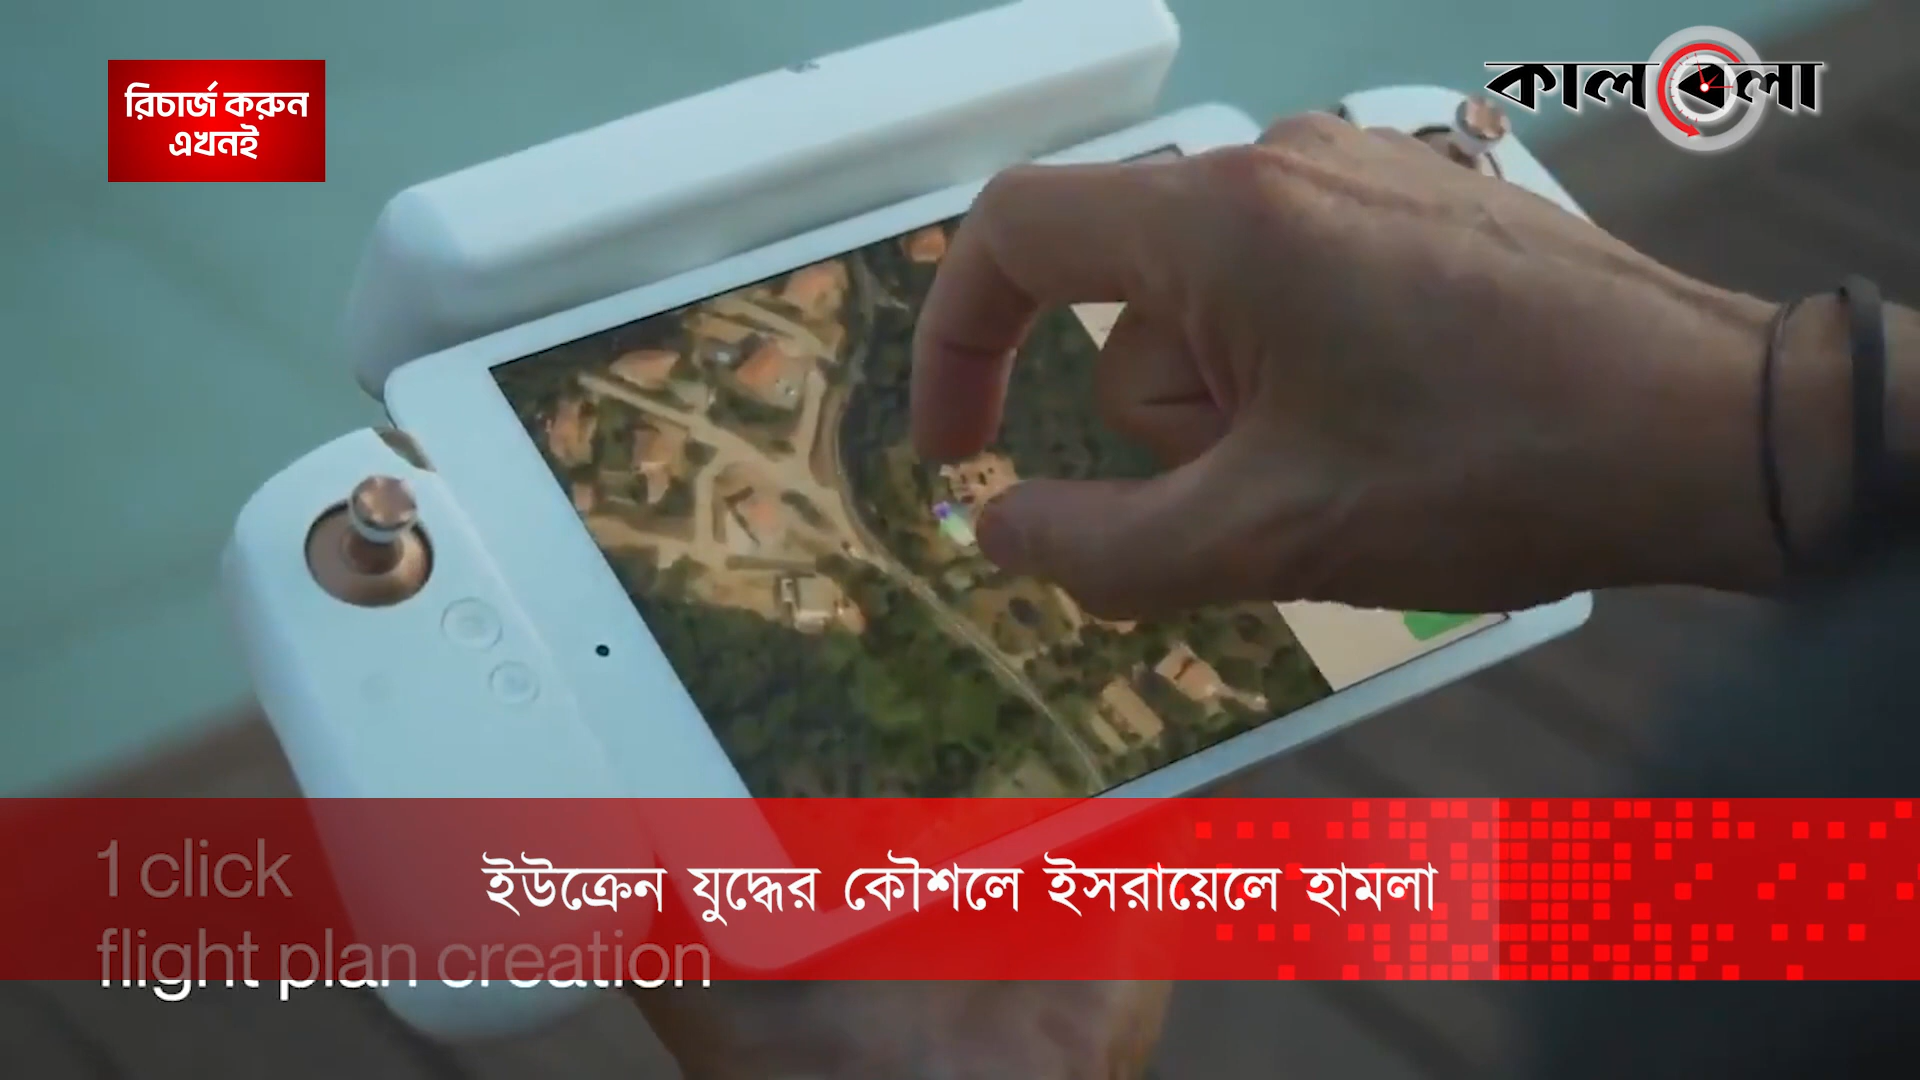 রিচার্জ করুন
এখনই
কালবেলা
1 click
flight plan creation
ইউক্রেন যুদ্ধের কৌশলে ইসরায়েলে হামলা